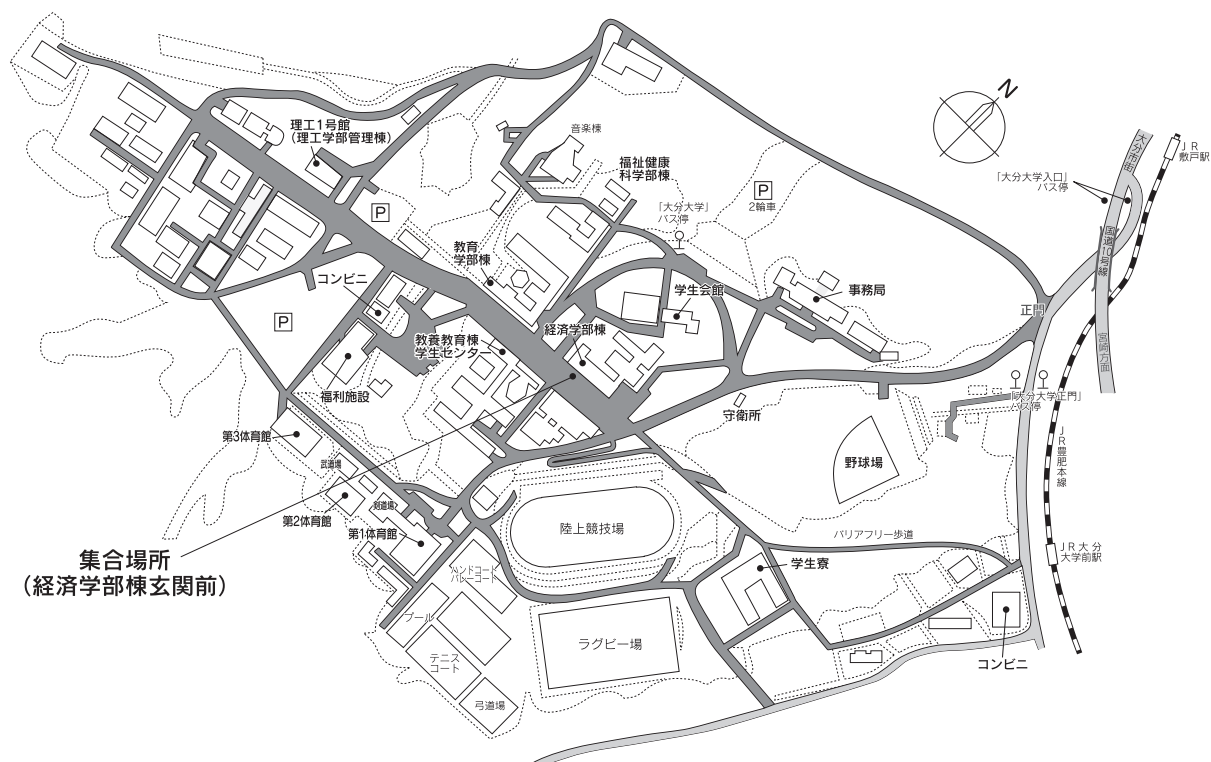 N
大分市街
JR
敷戸駅
「大分大学入口」
バス停
国道10号線
宮崎方面
理工1号館
(理工学部管理棟)
音楽棟
福祉健康
科学部棟
P
P
2輪車
「大分大学」
バス停
教育
学部棟
コンビニ
学生会館
事務局
正門
P
経済学部棟
教養教育棟
学生センター
福利施設
守衛所
「大分大学正門」
バス停
JR豊肥本線
第3体育館
武道場
野球場
第2体育館
剣道場
第1体育館
陸上競技場
バリアフリー歩道
JR大分
大学前駅
集合場所
(経済学部棟玄関前)
ハンドコート
バレーコート
学生寮
プール
ラグビー場
テニス
コート
コンビニ
弓道場